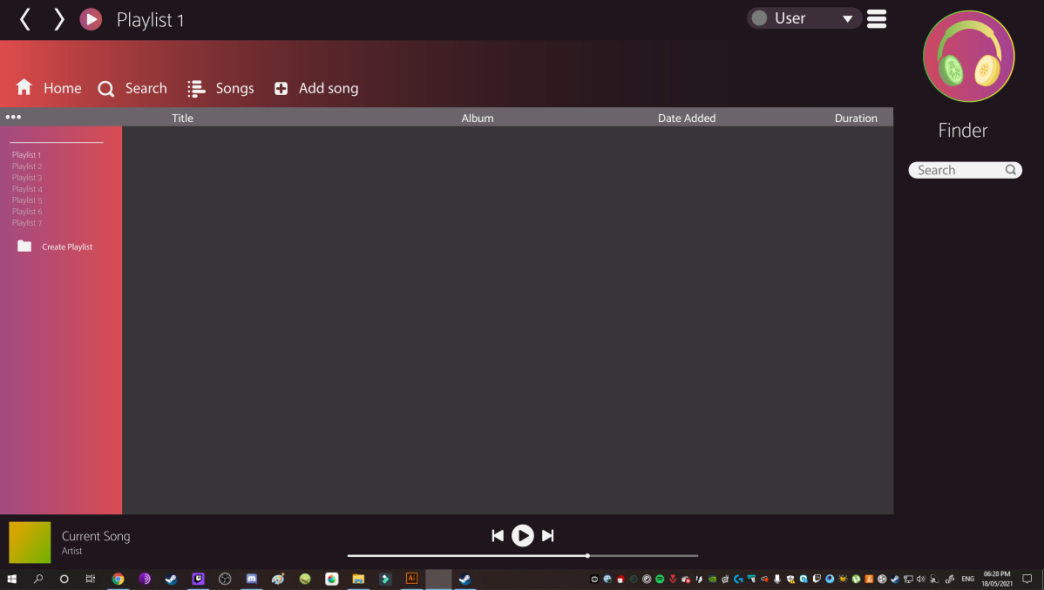 Playlist 1
User
Home
Search
Songs
Add song
Title
Album
Date Added
Duration
Finder
Search
Playlist 1
Playlist 2
Playlist 3
Playlist 4
Playlist 5
Playlist 6
Playlist 7
Create Playlist
Current Song
Artist
Ai
ENG
06:28 PM
18/05/2021